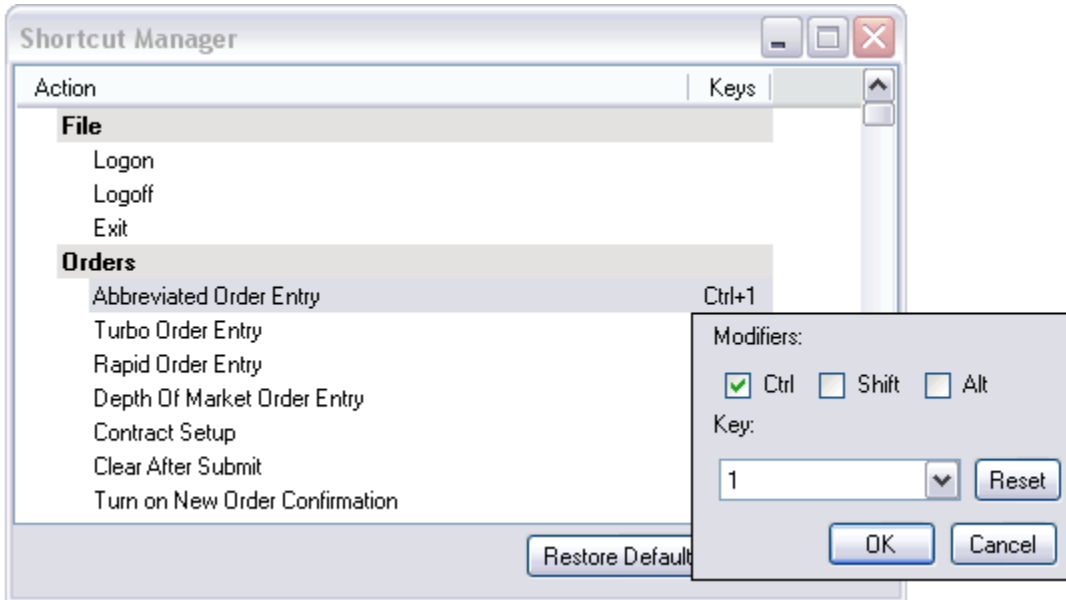 Shortcut Manager
Action Keys
File
Logon
Logoff
Exit
Orders
Abbreviated Order Entry Ctrl+1
Turbo Order Entry
Rapid Order Entry
Depth Of Market Order Entry
Contract Setup
Clear After Submit
Turn on New Order Confirmation
Restore Default
Modifiers:
Ctrl Shift Alt
Key:
1 Reset
OK Cancel